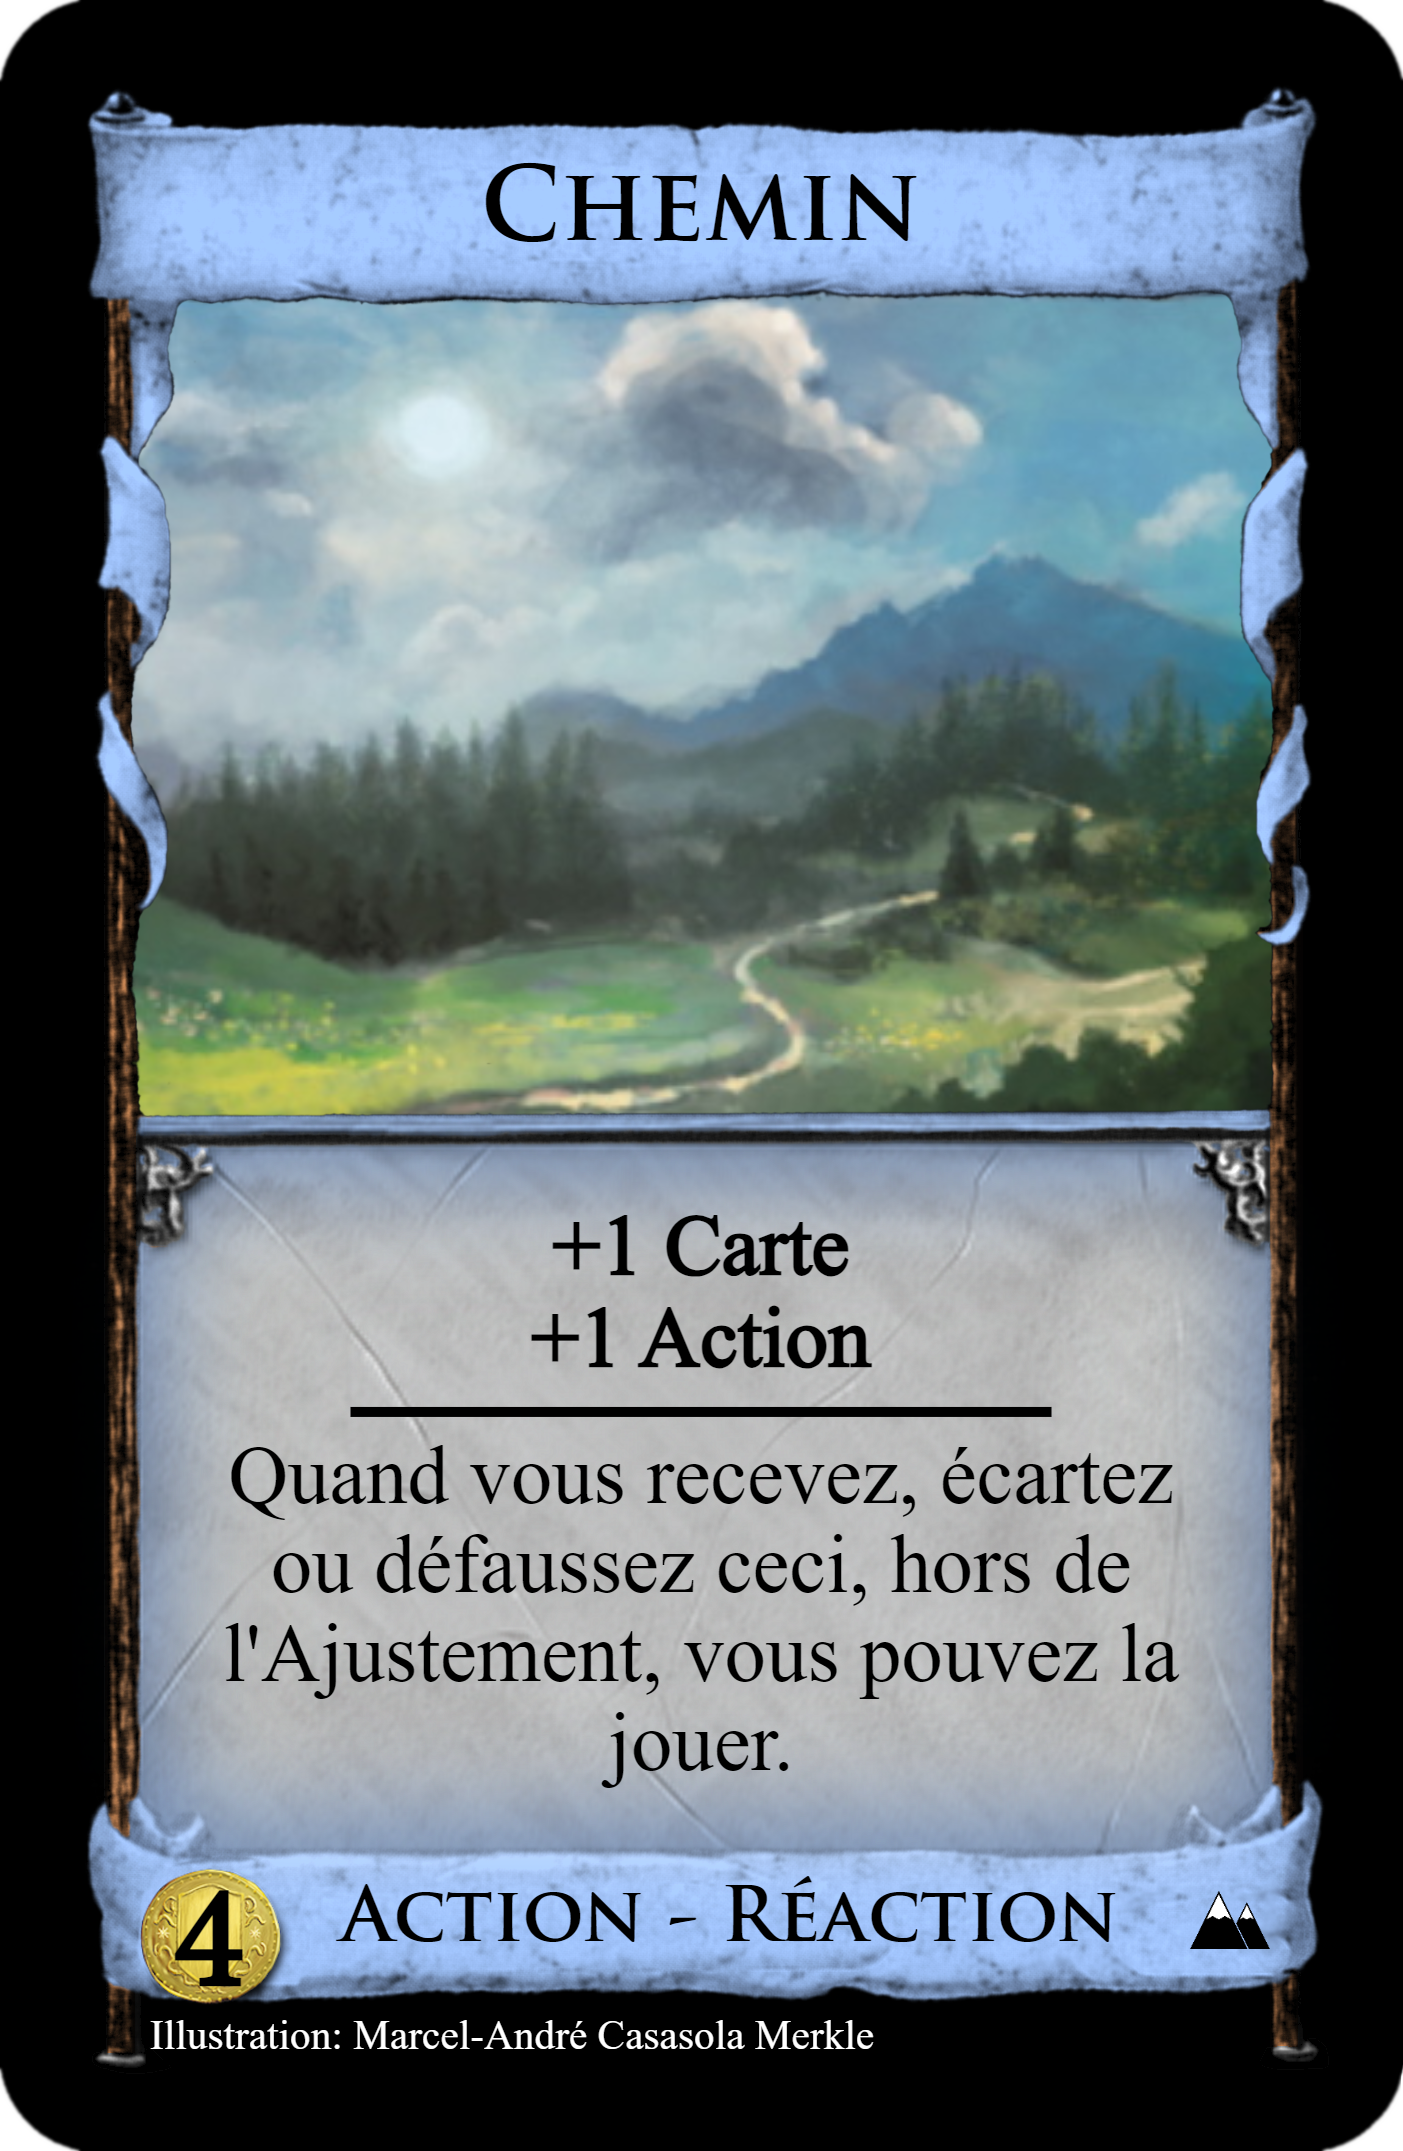 Chemin
+1 Carte
+1 Action
Quand vous recevez, écartez
ou défaussez ceci, hors de
l'Ajustement, vous pouvez la
jouer.
4 Action - Réaction
Illustration: Marcel-André Casasola Merkle